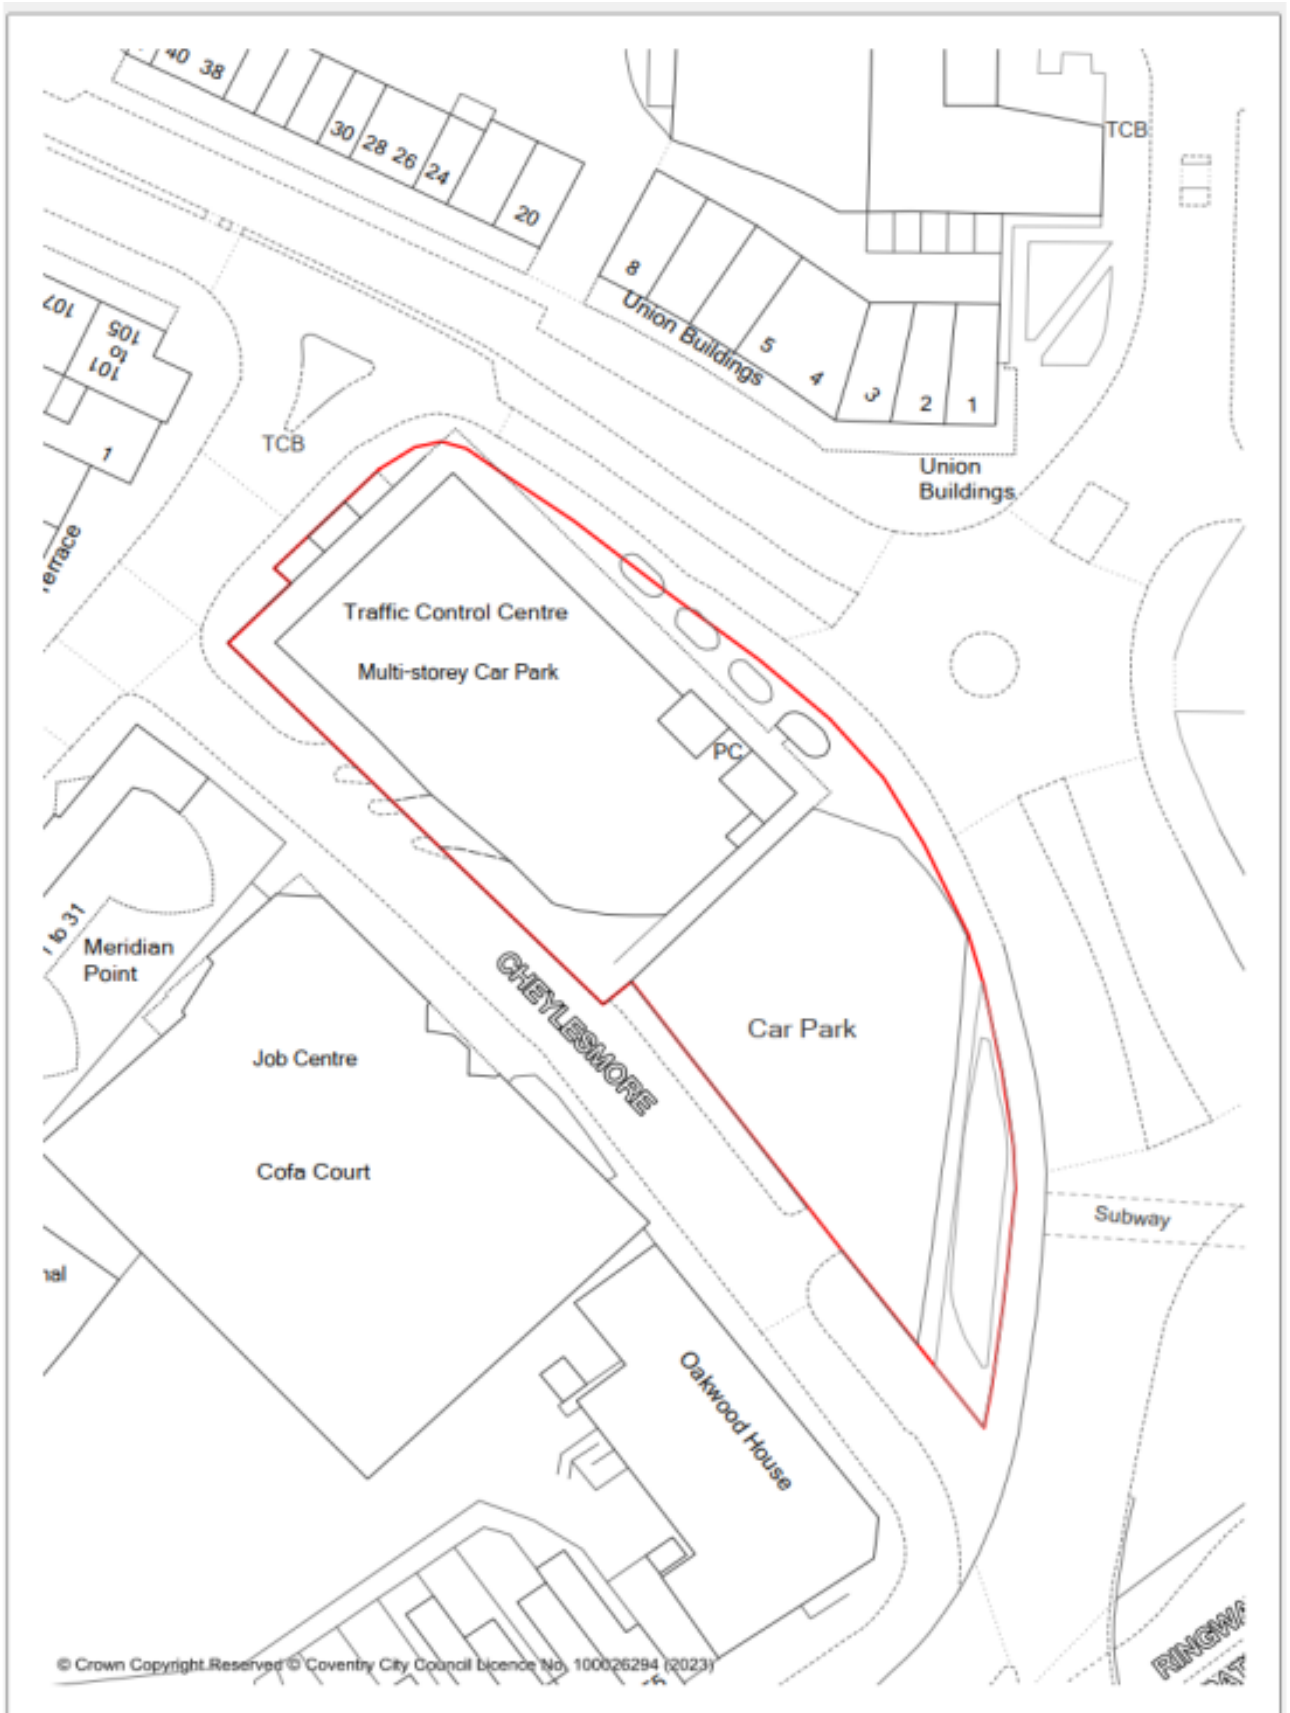 40
38
30
28
26
24
20
TCB
8
Union Buildings
5
4
3
2
1
107
105
to
101
1
TCB
Union
Buildings
Traffic Control Centre
Multi-storey Car Park
PC
to 31
Meridian
Point
CHEYLESMORE
Car Park
Job Centre
Cofa Court
Subway
Oakwood House
© Crown Copyright Reserved © Coventry City Council Licence No. 100026294 (2023)